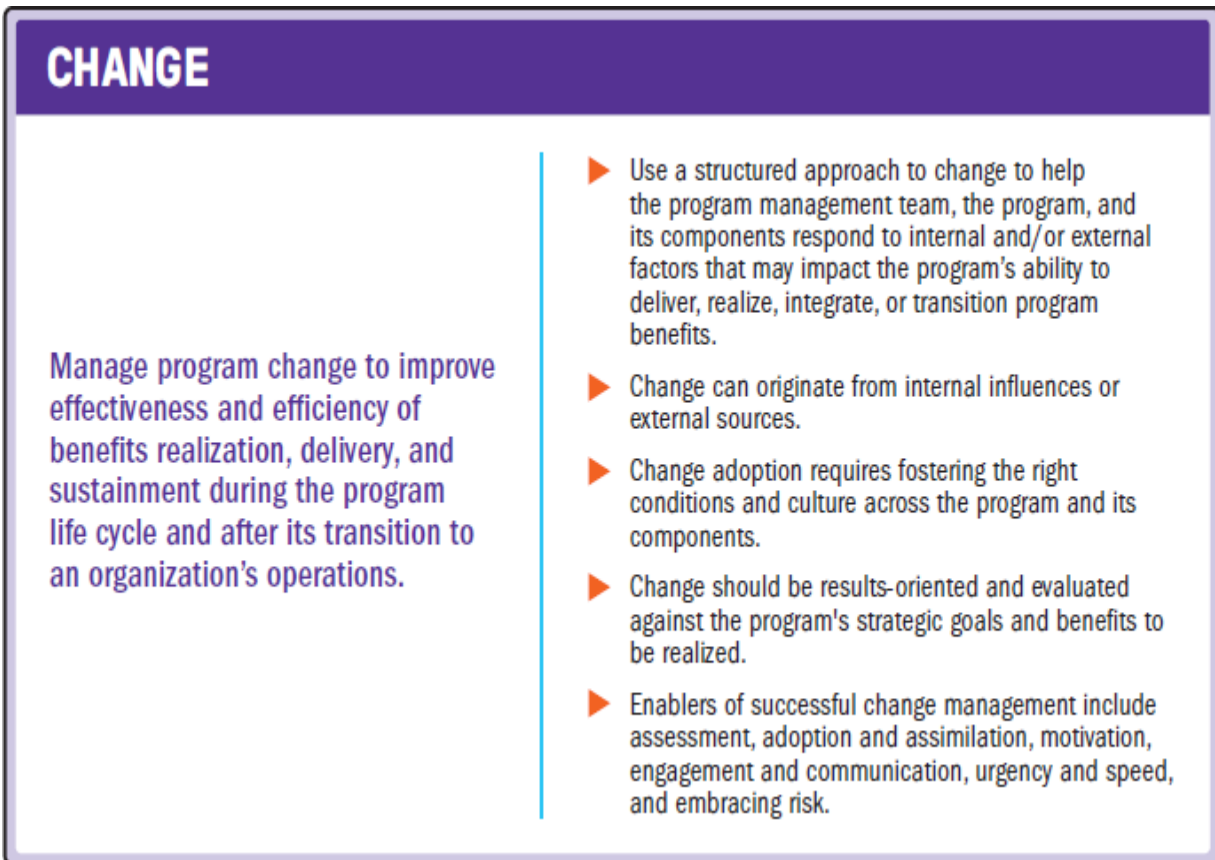 CHANGE
Manage program change to improve
effectiveness and efficiency of
benefits realization, delivery, and
sustainment during the program
life cycle and after its transition to
an organization's operations.
Use a structured approach to change to help
the program management team, the program, and
its components respond to internal and/or external
factors that may impact the program's ability to
deliver, realize, integrate, or transition program
benefits.
Change can originate from internal influences or
external sources.
Change adoption requires fostering the right
conditions and culture across the program and its
components.
Change should be results-oriented and evaluated
against the program's strategic goals and benefits to
be realized.
Enablers of successful change management include
assessment, adoption and assimilation, motivation,
engagement and communication, urgency and speed,
and embracing risk.